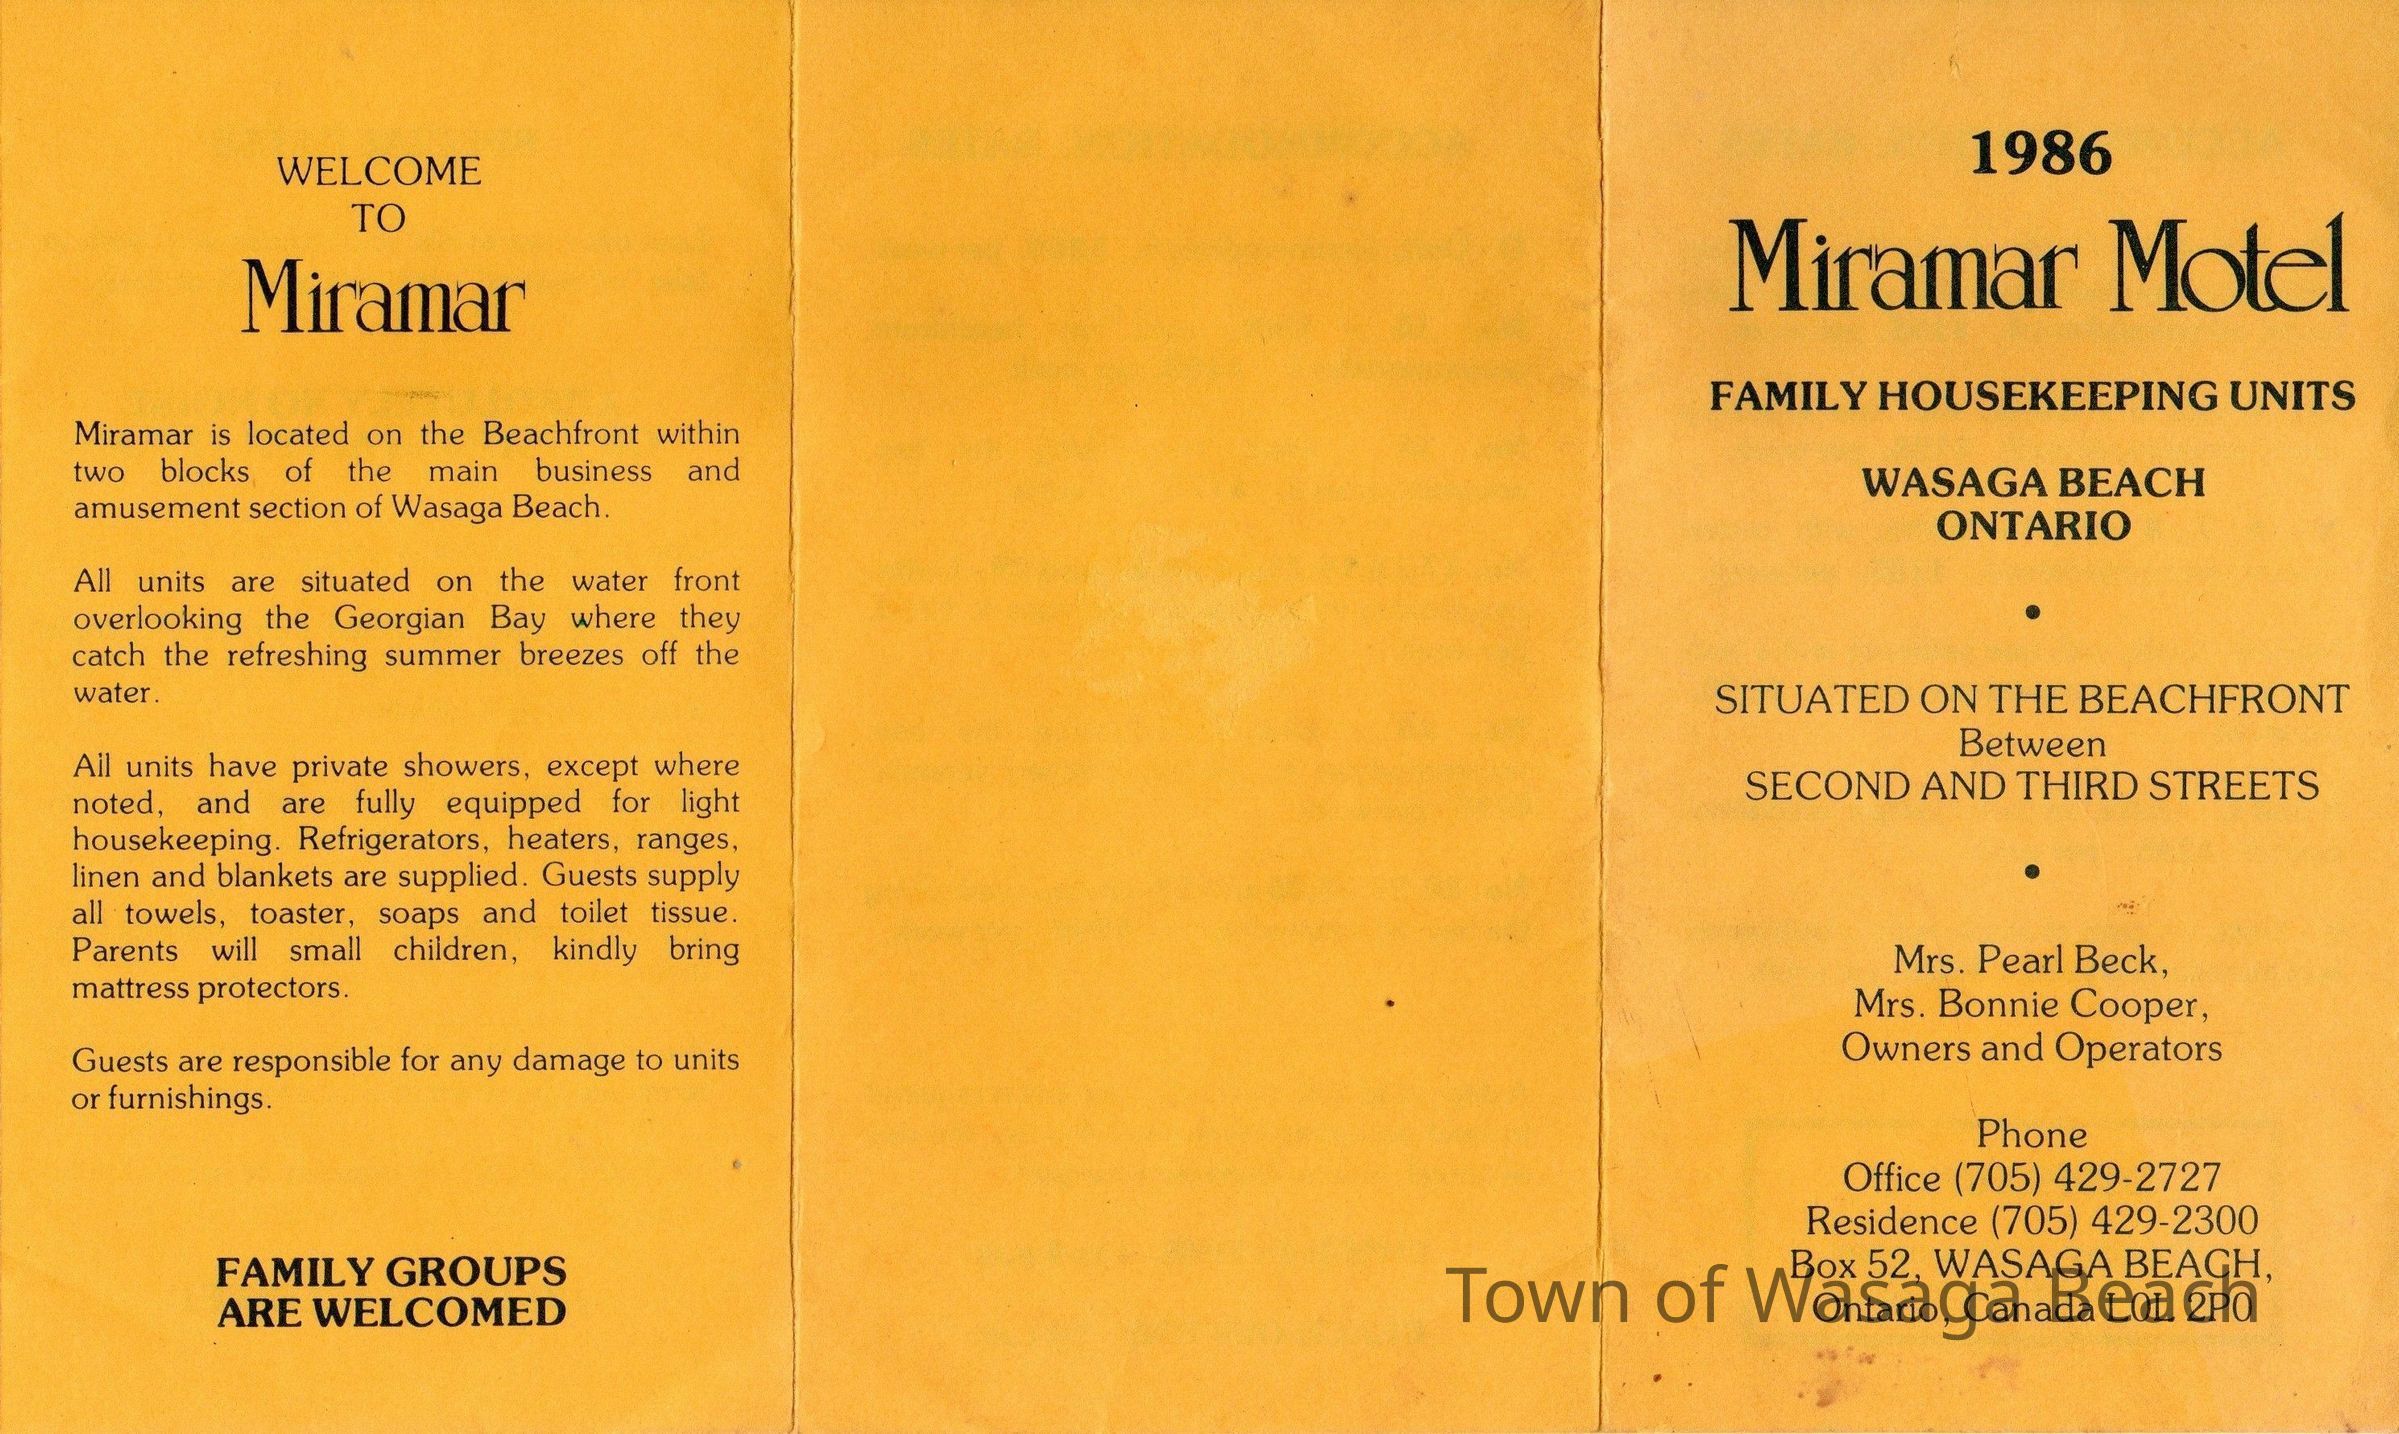 WELCOME
TO
Miramar
Miramar is located on the Beachfront within
two blocks of the main business and
amusement section of Wasaga Beach.
All units are situated on the water front
overlooking the Georgian Bay where they
catch the refreshing summer breezes off the
water.
All units have private showers, except where
noted, and are fully equipped for light
housekeeping. Refrigerators, heaters, ranges,
linen and blankets are supplied. Guests supply
all towels, toaster, soaps and toilet tissue.
Parents will small children, kindly bring
mattress protectors.
Guests are responsible for any damage to units
or furnishings.
FAMILY GROUPS
ARE WELCOMED
1986
Miramar Motel
FAMILY HOUSEKEEPING UNITS
WASAGA BEACH
ONTARIO
•
SITUATED ON THE BEACHFRONT
Between
SECOND AND THIRD STREETS
•
Mrs. Pearl Beck,
Mrs. Bonnie Cooper,
Owners and Operators
Phone
Office (705) 429-2727
Residence (705) 429-2300
Box 52, WASAGA BEACH,
Ontario, Canada L0L 2P0
Town of Wasaga Beach